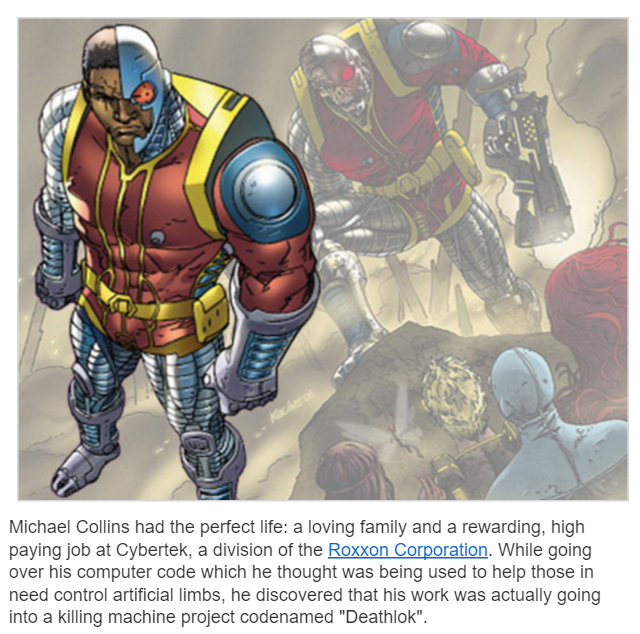 Michael Collins had the perfect life: a loving family and a rewarding, high
paying job at Cybertek, a division of the Roxxon Corporation. While going
over his computer code which he thought was being used to help those in
need control artificial limbs, he discovered that his work was actually going
into a killing machine project codenamed "Deathlok".